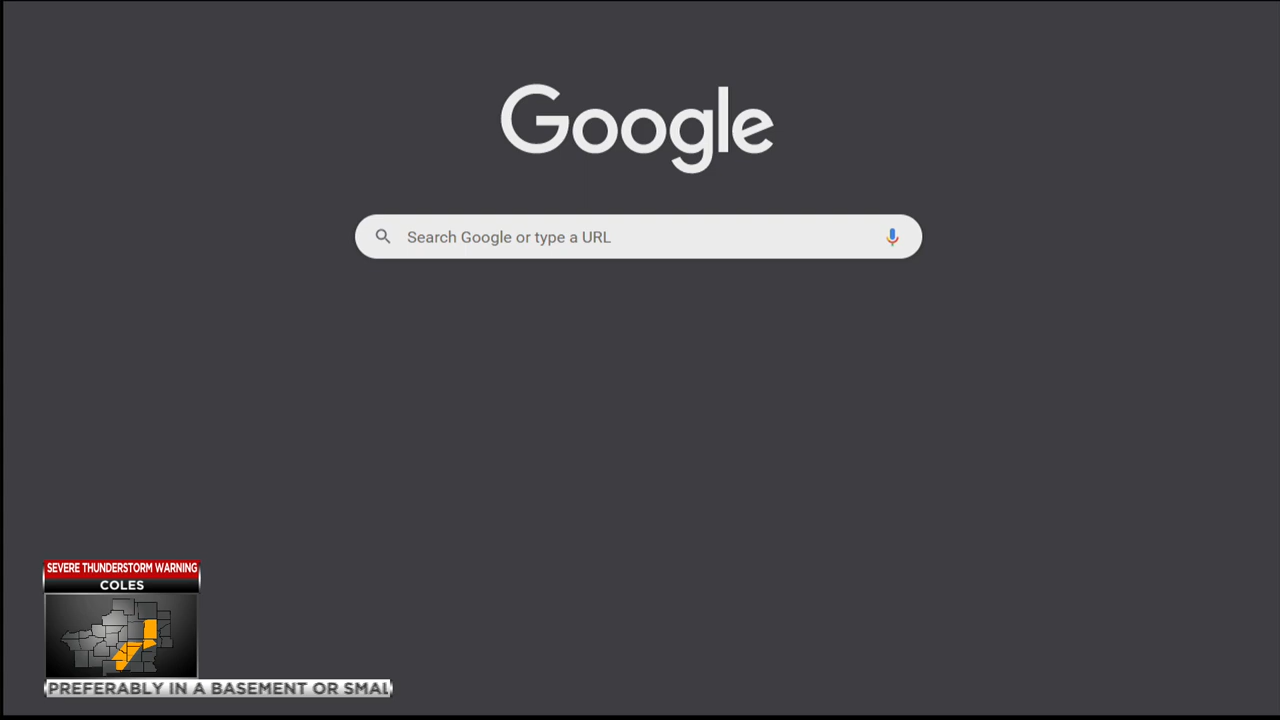 Google
Search Google or type a URL
SEVERE THUNDERSTORM WARNING
COLES
PREFERABLY IN A BASEMENT OR